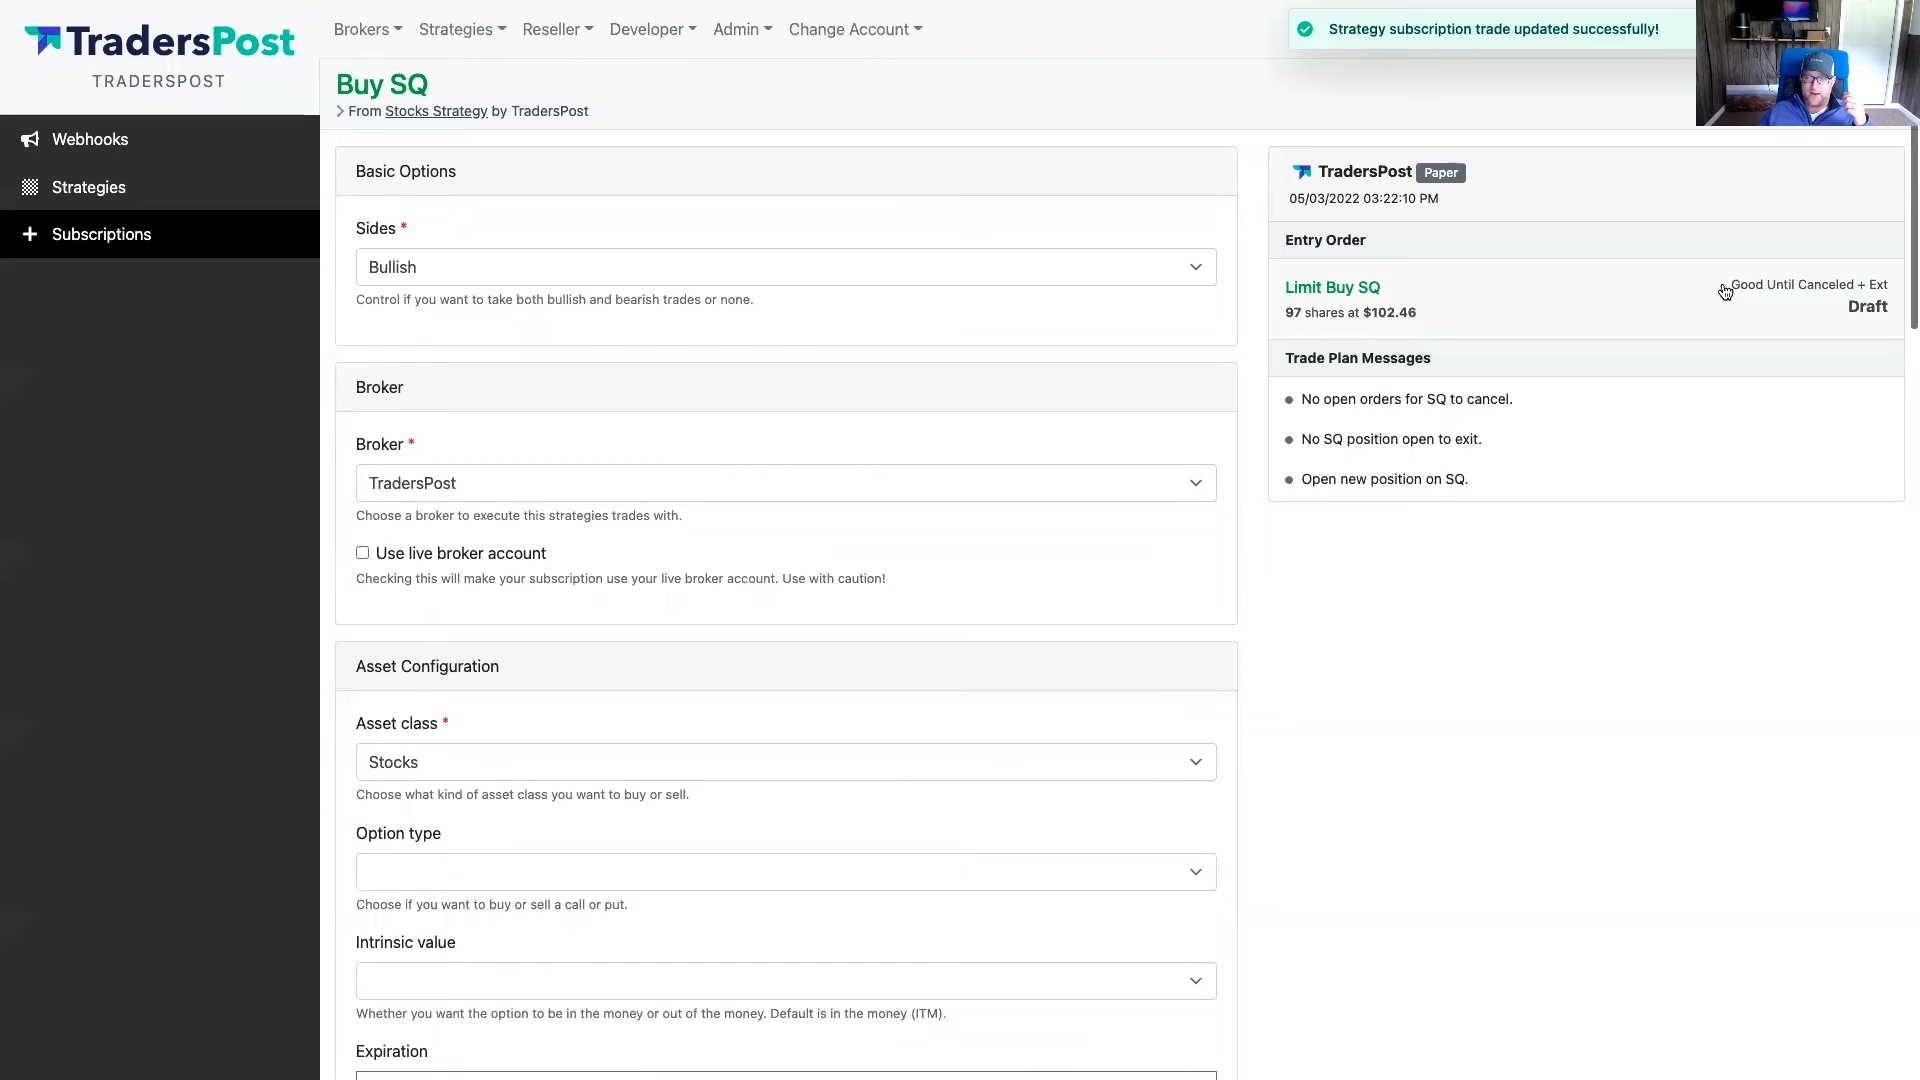 TradersPost
TRADERSPOST
Brokers
Strategies
Reseller
Developer
Admin
Change Account
Strategy subscription trade updated successfully!
Webhooks
Strategies
Subscriptions
Buy SQ
From Stocks Strategy by TradersPost
Basic Options
Sides *
Bullish
Control if you want to take both bullish and bearish trades or none.
Broker
Broker *
TradersPost
Choose a broker to execute this strategies trades with.
Use live broker account
Checking this will make your subscription use your live broker account. Use with caution!
Asset Configuration
Asset class *
Stocks
Choose what kind of asset class you want to buy or sell.
Option type
Choose if you want to buy or sell a call or put.
Intrinsic value
Whether you want the option to be in the money or out of the money. Default is in the money (ITM).
Expiration
TradersPost Paper
05/03/2022 03:22:10 PM
Entry Order
Limit Buy SQ
Good Until Canceled + Ext
97 shares at $102.46
Draft
Trade Plan Messages
No open orders for SQ to cancel.
No SQ position open to exit.
Open new position on SQ.